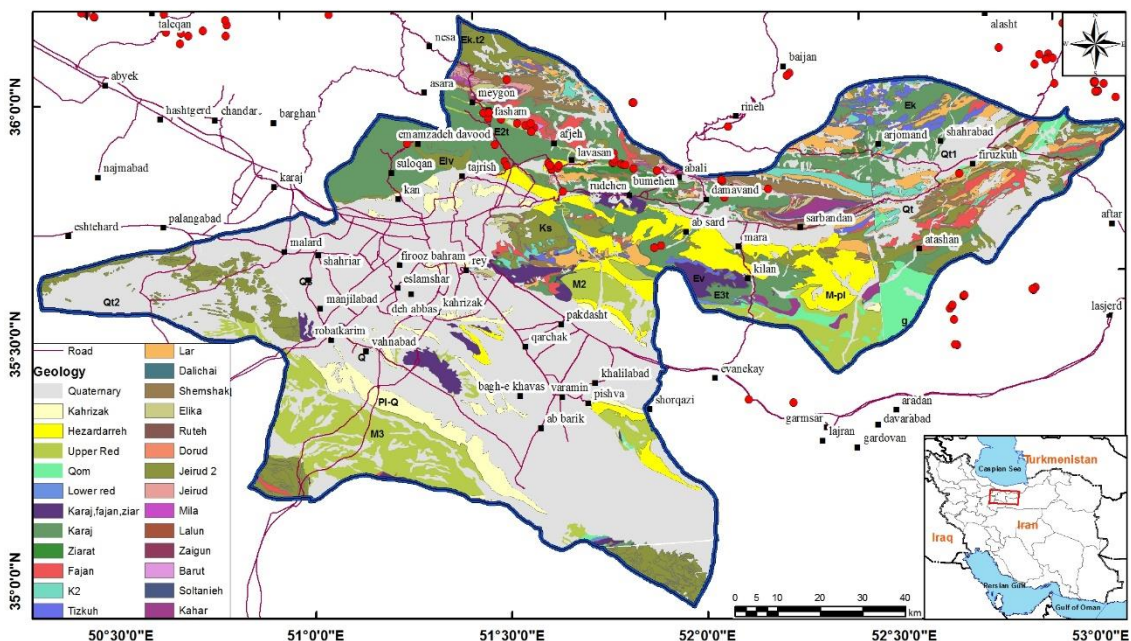 taleqan
nesa
alasht
N
W
E
S
Ek.t2
baijan
abyek
asara
meygon
hashtgerd
chandar
barghan
fasham
rineh
Ek
E2t
emamzadeh davood
afjeh
arjomand
shahrabad
Qt1
najmabad
suloqan
Elv
lavasan
firuzkuh
karaj
kan
tajrish
rudehen
bumehen
abali
damavand
palangabad
Qt
eshtehard
Ks
ab sard
sarbandan
aftar
malard
shahriar
firooz bahram
rey
mara
atashan
Qt2
eslamshar
M2
Ev
kilan
manjilabad
deh abbas
kahrizak
E3t
M-pl
robatkarim
pakdasht
g
lasjerd
Q
vahnabad
qarchak
evanekay
bagh-e khavas
khalilabad
varamin
pishva
shorqazi
Pl-Q
ab barik
garmsar
aradan
M3
lajran
davarabad
gardovan
Road
Geology
Quaternary
Kahrizak
Hezardarreh
Upper Red
Qom
Lower red
Karaj,fajan,ziar
Karaj
Ziarat
Fajan
K2
Tizkuh
Lar
Dalichai
Shemshak
Elika
Ruteh
Dorud
Jeirud 2
Jeirud
Mila
Lalun
Zaigun
Barut
Soltanieh
Kahar
Caspian Sea
Turkmenistan
Iraq
Iran
Persian Gulf
Gulf of Oman
0 5 10 20 30 40
km
36°0'0"N
35°30'0"N
35°0'0"N
50°30'0"E
51°0'0"E
51°30'0"E
52°0'0"E
52°30'0"E
53°0'0"E